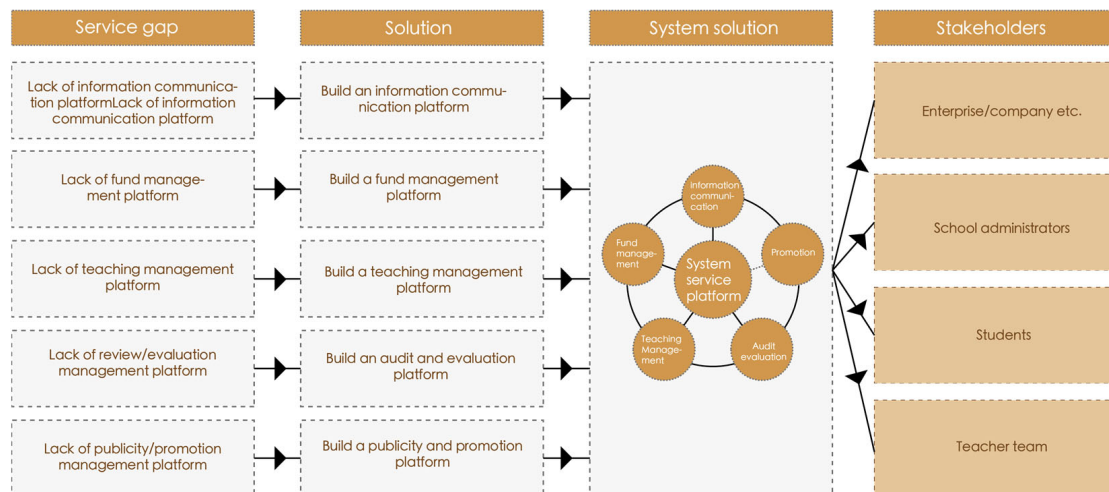 Service gap
Solution
System solution
Stakeholders
Lack of information communica-
tion platformLack of information
communication platform
Build an information commu-
nication platform
Enterprise/company etc.
Lack of fund manage-
ment platform
Build a fund management
platform
School administrators
Lack of teaching management
platform
Build a teaching management
platform
Students
Lack of review/evaluation
management platform
Build an audit and evaluation
platform
Teacher team
Lack of publicity/promotion
management platform
Build a publicity and promotion
platform
Information
communi-
cation
Fund
manage-
ment
Promotion
System
service
platform
Teaching
Manage-
ment
Audit
evaluation